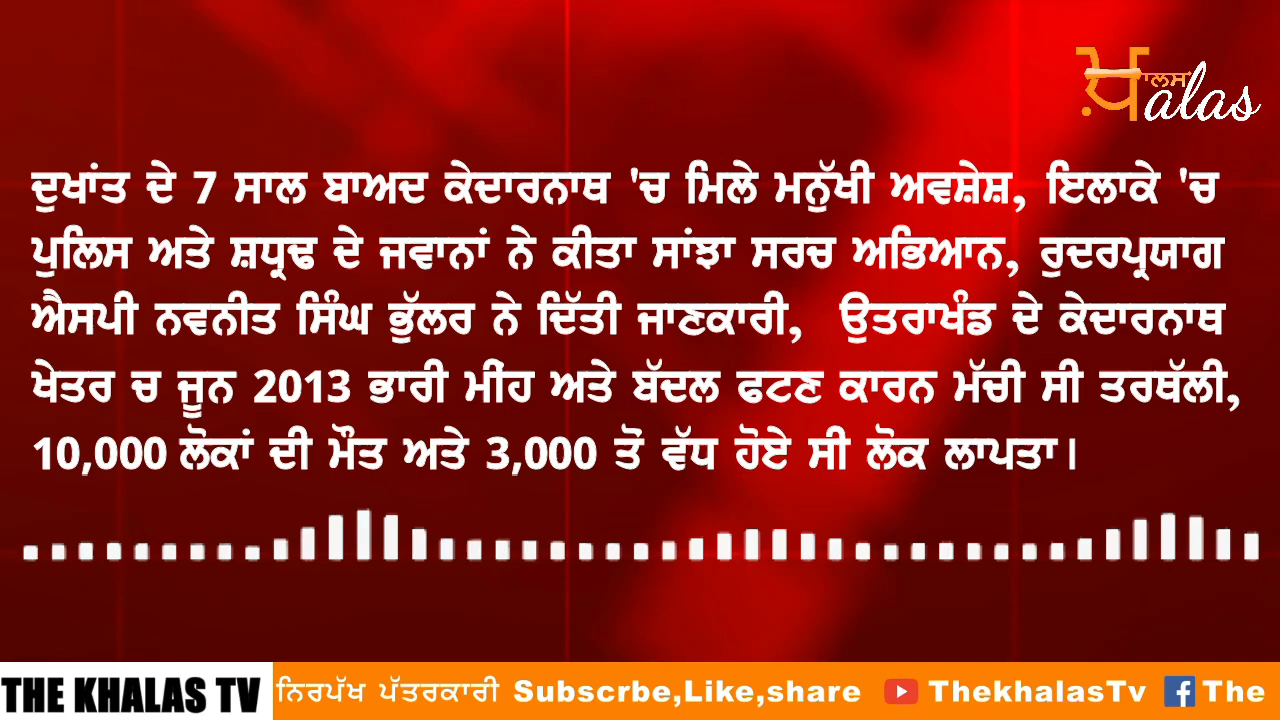 ਖ਼ਾਲਸ alas
ਦੁਖਾਂਤ ਦੇ 7 ਸਾਲ ਬਾਅਦ ਕੇਦਾਰਨਾਥ 'ਚ ਮਿਲੇ ਮਨੁੱਖੀ ਅਵਸ਼ੇਸ਼, ਇਲਾਕੇ 'ਚ
ਪੁਲਿਸ ਅਤੇ ਸ਼ਧ੍ਰਢ ਦੇ ਜਵਾਨਾਂ ਨੇ ਕੀਤਾ ਸਾਂਝਾ ਸਰਚ ਅਭਿਆਨ, ਰੁਦਰਪ੍ਰਯਾਗ
ਐਸਪੀ ਨਵਨੀਤ ਸਿੰਘ ਭੁੱਲਰ ਨੇ ਦਿੱਤੀ ਜਾਣਕਾਰੀ, ਉਤਰਾਖੰਡ ਦੇ ਕੇਦਾਰਨਾਥ
ਖੇਤਰ ਚ ਜੂਨ 2013 ਭਾਰੀ ਮੀਂਹ ਅਤੇ ਬੱਦਲ ਫਟਣ ਕਾਰਨ ਮੱਚੀ ਸੀ ਤਰਥੱਲੀ,
10,000 ਲੋਕਾਂ ਦੀ ਮੌਤ ਅਤੇ 3,000 ਤੋਂ ਵੱਧ ਹੋਏ ਸੀ ਲੋਕ ਲਾਪਤਾ।
THE KHALAS TV ਨਿਰਪੱਖ ਪੱਤਰਕਾਰੀ Subscrbe,Like,share ThekhalasTv The